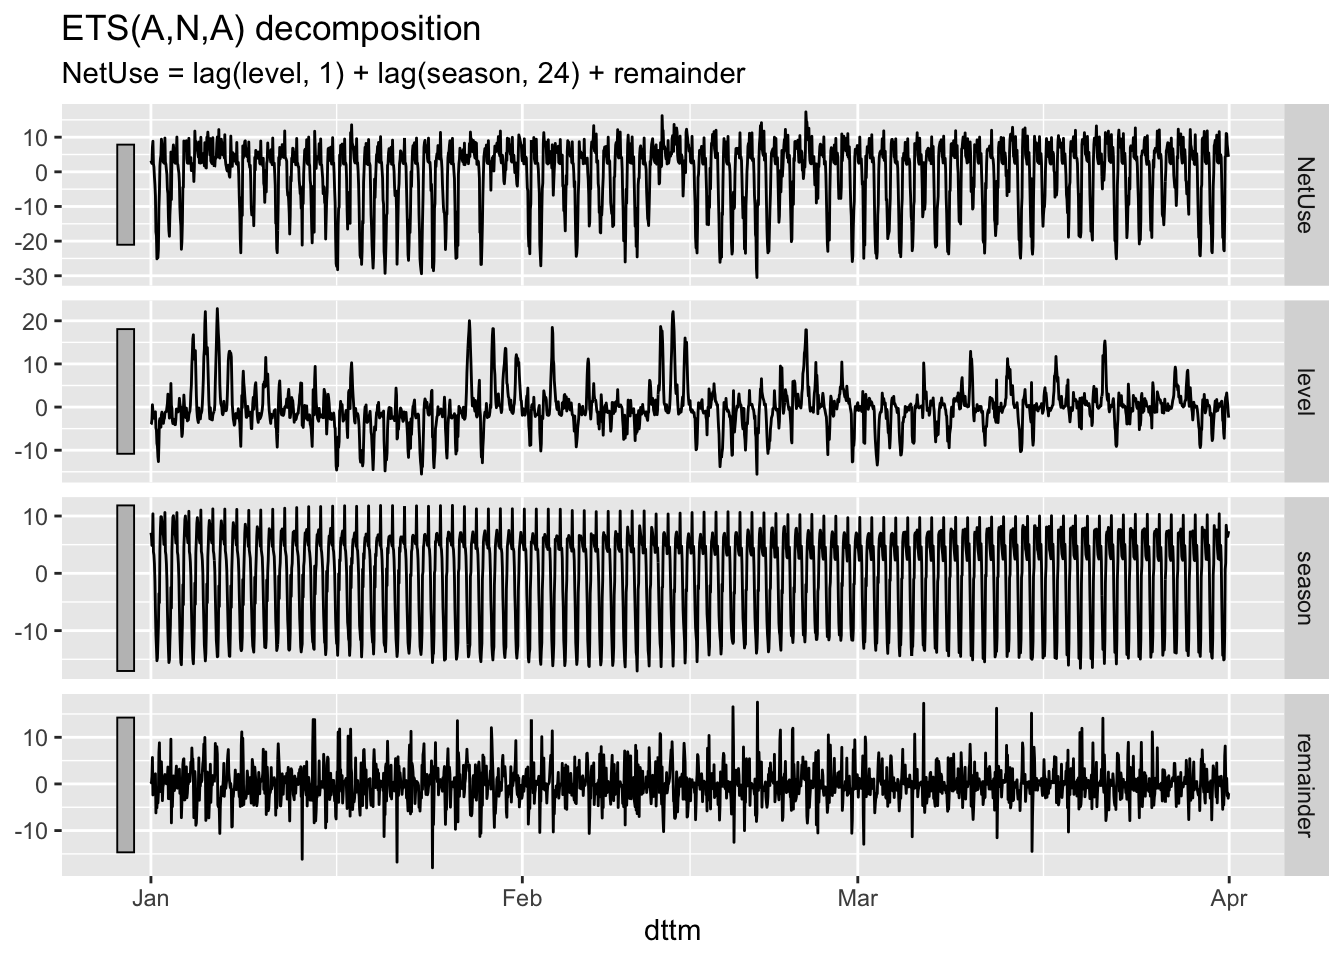 ETS(A,N,A) decomposition
NetUse = lag(level, 1) + lag(season, 24) + remainder
10
0
-10
-20
-30
NetUse
20
10
0
-10
level
10
0
-10
season
10
0
-10
remainder
Jan Feb Mar Apr
dttm